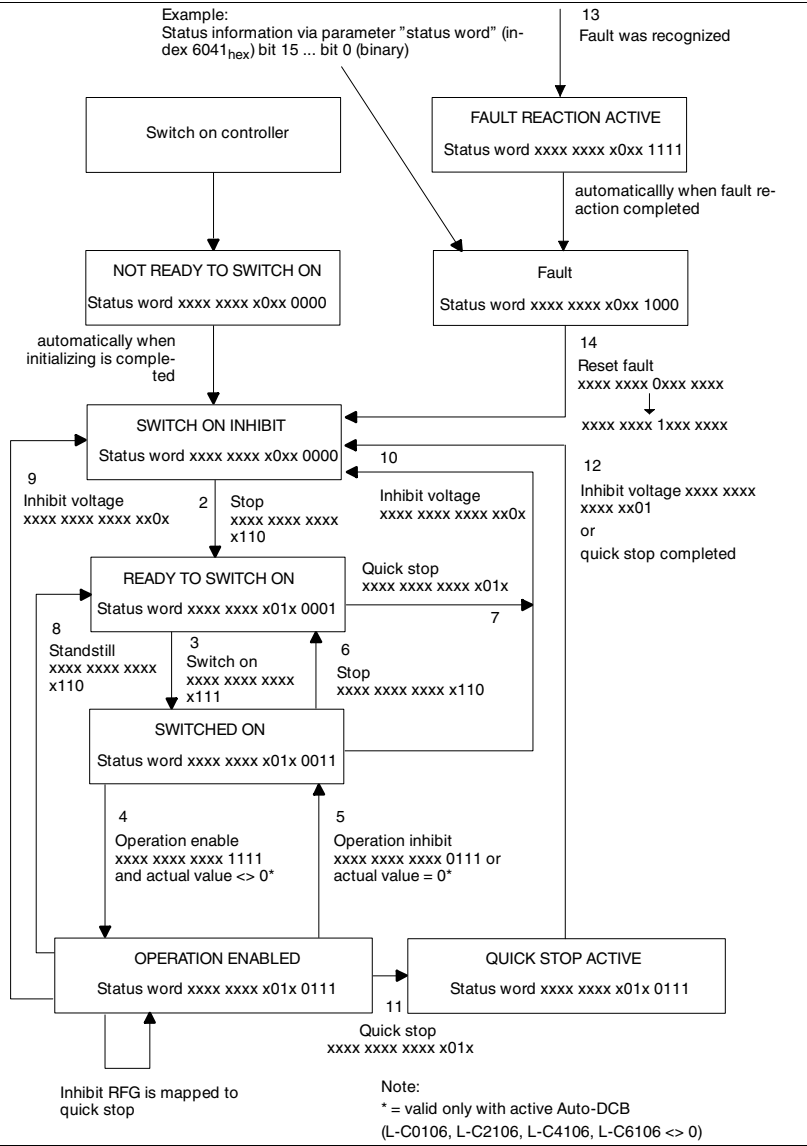 Example:
Status information via parameter ”status word” (in-
dex 6041hex) bit 15 ... bit 0 (binary)
13
Fault was recognized
Switch on controller
FAULT REACTION ACTIVE
Status word xxxx xxxx x0xx 1111
automaticallly when fault re-
action completed
NOT READY TO SWITCH ON
Status word xxxx xxxx x0xx 0000
Fault
Status word xxxx xxxx x0xx 1000
automatically when
initializing is comple-
ted
14
Reset fault
xxxx xxxx 0xxx xxxx
xxxx xxxx 1xxx xxxx
SWITCH ON INHIBIT
Status word xxxx xxxx x0xx 0000
9
Inhibit voltage
xxxx xxxx xxxx xx0x
2
Stop
xxxx xxxx xxxx
x110
10
Inhibit voltage
xxxx xxxx xxxx xx0x
12
Inhibit voltage xxxx xxxx
xxxx xx01
or
quick stop completed
READY TO SWITCH ON
Status word xxxx xxxx x01x 0001
Quick stop
xxxx xxxx xxxx x01x
7
8
Standstill
xxxx xxxx xxxx
x110
3
Switch on
xxxx xxxx xxxx
x111
6
Stop
xxxx xxxx xxxx x110
SWITCHED ON
Status word xxxx xxxx x01x 0011
4
Operation enable
xxxx xxxx xxxx 1111
and actual value <> 0*
5
Operation inhibit
xxxx xxxx xxxx 0111 or
actual value = 0*
OPERATION ENABLED
Status word xxxx xxxx x01x 0111
QUICK STOP ACTIVE
Status word xxxx xxxx x01x 0111
11
Quick stop
xxxx xxxx xxxx x01x
Inhibit RFG is mapped to
quick stop
Note:
* = valid only with active Auto-DCB
(L-C0106, L-C2106, L-C4106, L-C6106 <> 0)